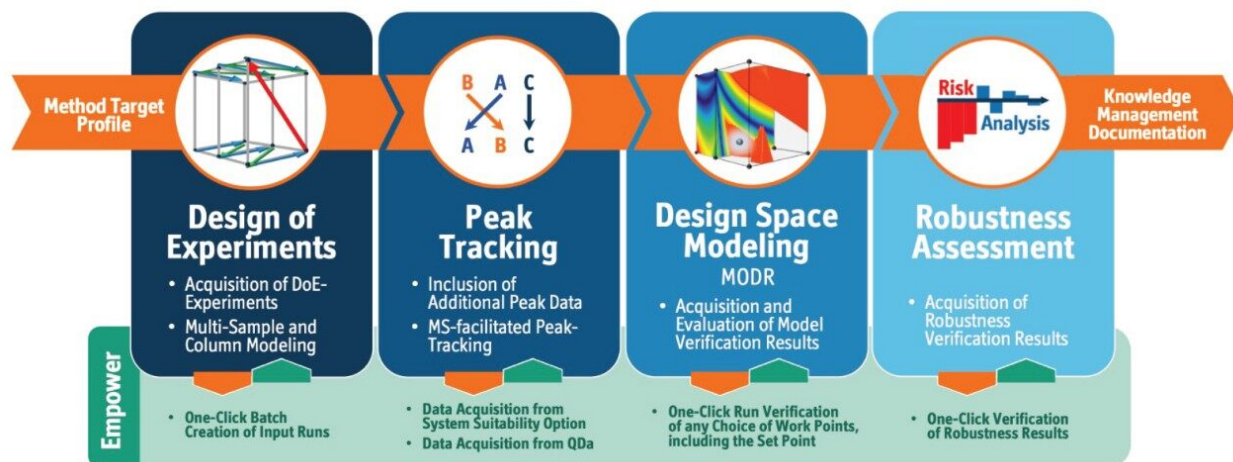 Method Target
Profile
B A C
A B C
Risk
Analysis
Knowledge
Management
Documentation
Design of
Experiments
• Acquisition of DoE-
Experiments
• Multi-Sample and
Column Modeling
Peak
Tracking
• Inclusion of
Additional Peak Data
• MS-facilitated Peak-
Tracking
Design Space
Modeling
MODR
• Acquisition and
Evaluation of Model
Verification Results
Robustness
Assessment
• Acquisition of
Robustness
Verification Results
Empower
• One-Click Batch
Creation of Input Runs
• Data Acquisition from
System Suitability Option
• Data Acquisition from QDa
• One-Click Run Verification
of any Choice of Work Points,
including the Set Point
• One-Click Verification
of Robustness Results